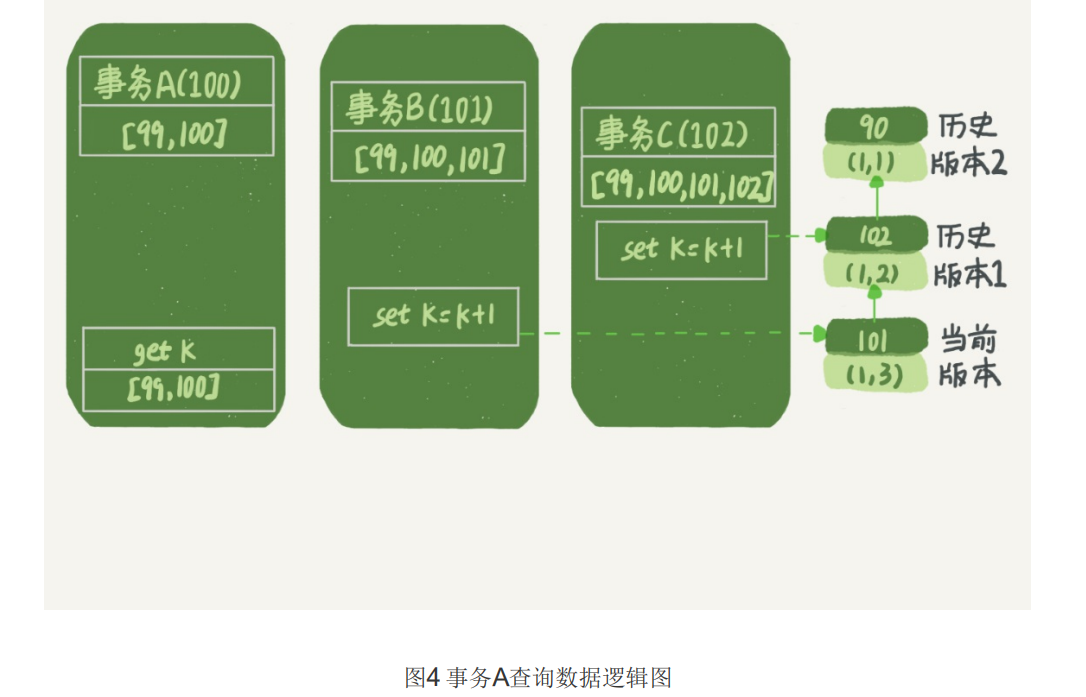 事务A(100)
[99,100]
get k
[99,100]
事务B(101)
[99,100,101]
set k=k+1
事务C(102)
[99,100,101,102]
set k=k+1
90
(1,1)
历史
版本2
102
(1,2)
历史
版本1
101
(1,3)
当前
版本
图4 事务A查询数据逻辑图